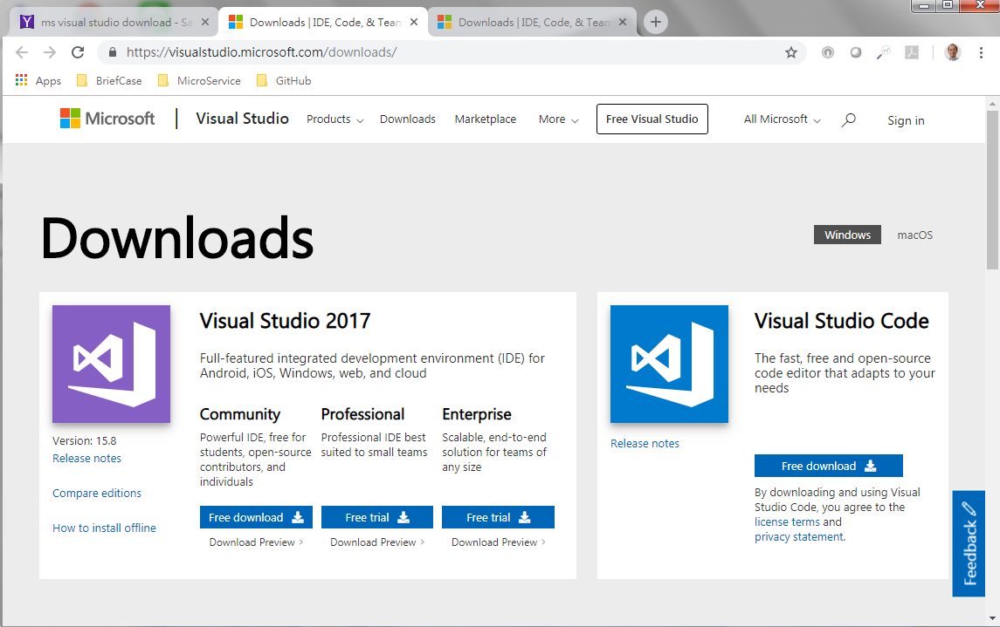 ms visual studio download - Sa
Downloads | IDE, Code, & Team
Downloads | IDE, Code, & Team
https://visualstudio.microsoft.com/downloads/
Apps
BriefCase
MicroService
GitHub
Microsoft
Visual Studio
Products
Downloads
Marketplace
More
Free Visual Studio
All Microsoft
Sign in
Downloads
Windows
macOS
Visual Studio 2017
Full-featured integrated development environment (IDE) for
Android, iOS, Windows, web, and cloud
Version: 15.8
Release notes
Compare editions
How to install offline
Community
Powerful IDE, free for
students, open-source
contributors, and
individuals
Free download
Download Preview >
Professional
Professional IDE best
suited to small teams
Free trial
Download Preview >
Enterprise
Scalable, end-to-end
solution for teams of
any size
Free trial
Download Preview >
Visual Studio Code
The fast, free and open-source
code editor that adapts to your
needs
Release notes
Free download
By downloading and using Visual
Studio Code, you agree to the
license terms and
privacy statement.
Feedback